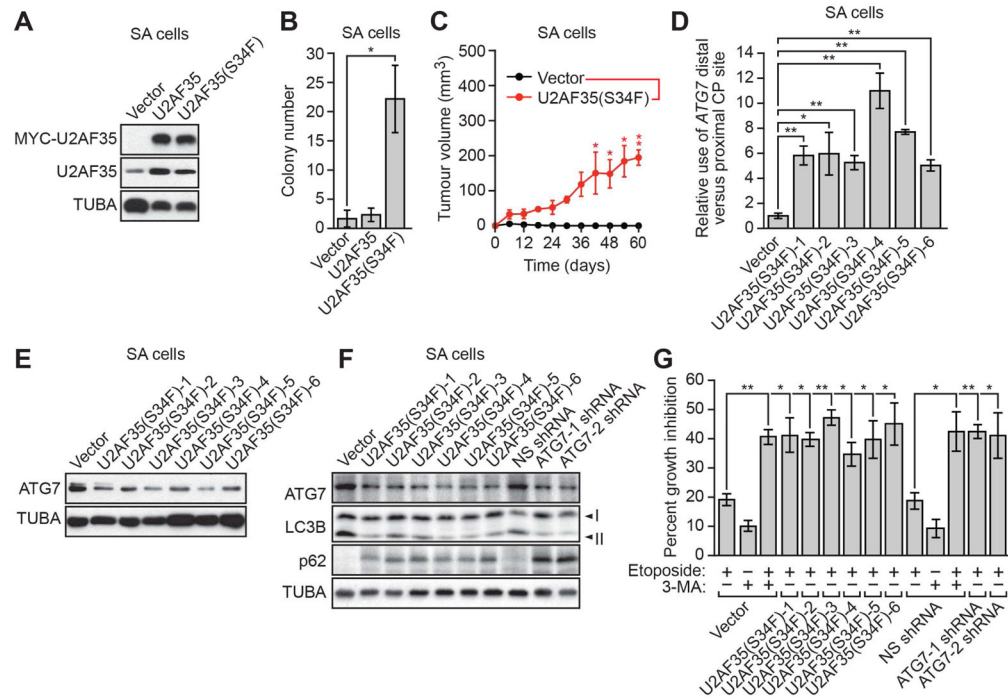 A
SA cells
Vector
U2AF35
U2AF35(S34F)
MYC-U2AF35
U2AF35
TUBA
B
SA cells
Colony number
30
25
20
15
10
5
0
Vector
U2AF35
U2AF35(S34F)
*
C
SA cells
Tumour volume (mm3)
400
300
200
100
0
Vector
U2AF35(S34F)
* * * * *
0 12 24 36 48 60
Time (days)
D
SA cells
Relative use of ATG7 distal
versus proximal CP site
16
14
12
10
8
6
4
2
0
**
**
**
**
*
**
Vector
U2AF35(S34F)-1
U2AF35(S34F)-2
U2AF35(S34F)-3
U2AF35(S34F)-4
U2AF35(S34F)-5
U2AF35(S34F)-6
E
SA cells
Vector
U2AF35(S34F)-1
U2AF35(S34F)-2
U2AF35(S34F)-3
U2AF35(S34F)-4
U2AF35(S34F)-5
U2AF35(S34F)-6
ATG7
TUBA
F
SA cells
Vector
U2AF35(S34F)-1
U2AF35(S34F)-2
U2AF35(S34F)-3
U2AF35(S34F)-4
U2AF35(S34F)-5
U2AF35(S34F)-6
NS shRNA
ATG7-1 shRNA
ATG7-2 shRNA
ATG7
LC3B
I
II
p62
TUBA
G
Percent growth inhibition
60
50
40
30
20
10
0
** * * ** * * * * ** *
Etoposide: + − + + + + + + + + − + + +
3-MA: − + + − − − − − − − + + − −
Vector
U2AF35(S34F)-1
U2AF35(S34F)-2
U2AF35(S34F)-3
U2AF35(S34F)-4
U2AF35(S34F)-5
U2AF35(S34F)-6
NS shRNA
ATG7-1 shRNA
ATG7-2 shRNA